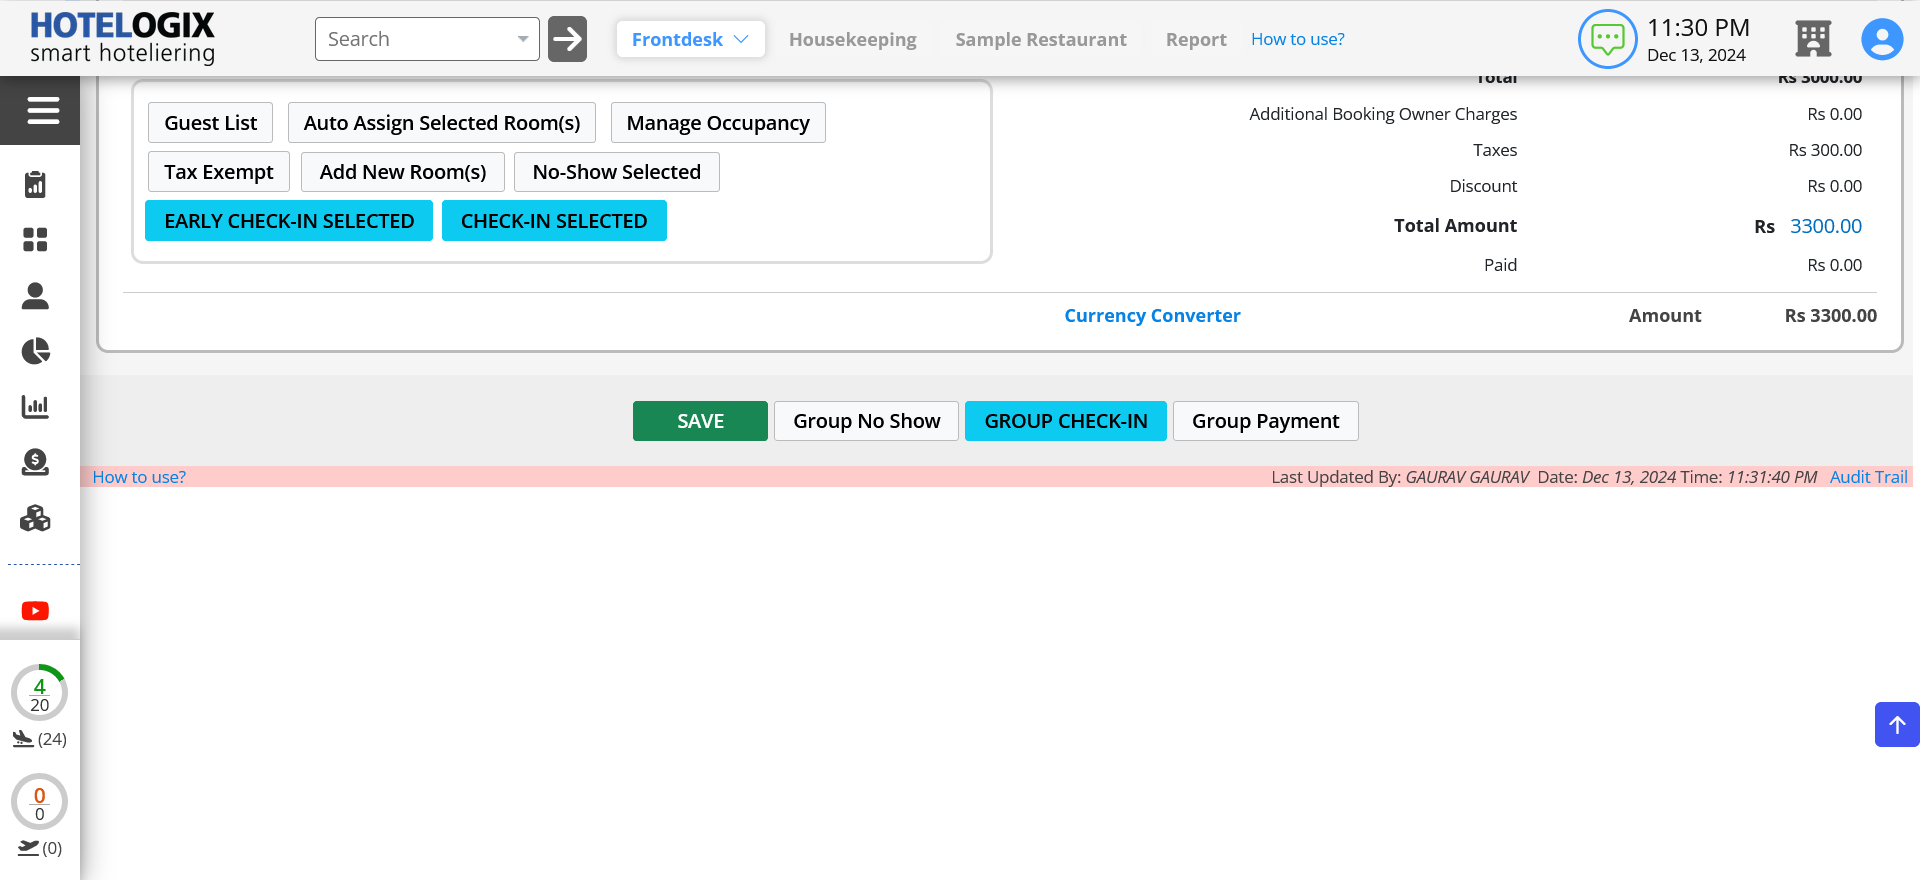 HOTELOGIX
smart hoteliering
Search
Frontdesk
Housekeeping
Sample Restaurant
Report
How to use?
11:30 PM
Dec 13, 2024
Total Rs 3000.00
Guest List Auto Assign Selected Room(s) Manage Occupancy
Tax Exempt Add New Room(s) No-Show Selected
EARLY CHECK-IN SELECTED CHECK-IN SELECTED
Additional Booking Owner Charges Rs 0.00
Taxes Rs 300.00
Discount Rs 0.00
Total Amount Rs 3300.00
Paid Rs 0.00
Currency Converter Amount Rs 3300.00
SAVE Group No Show GROUP CHECK-IN Group Payment
How to use? Last Updated By: GAURAV GAURAV Date: Dec 13, 2024 Time: 11:31:40 PM Audit Trail
4
20
(24)
0
0
(0)